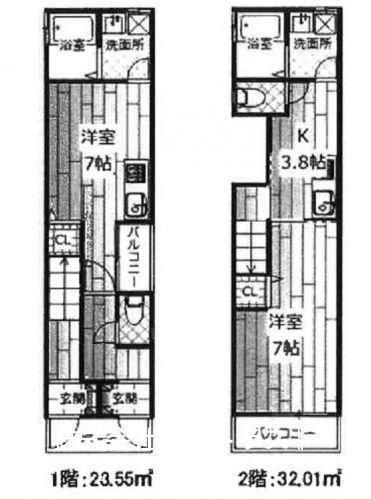 浴室
洗面所
浴室
洗面所
洋室
7帖
K
3.8帖
CL
バルコニー
CL
洋室
7帖
玄関
玄関
バルコニー
1階:23.55㎡
2階:32.01㎡